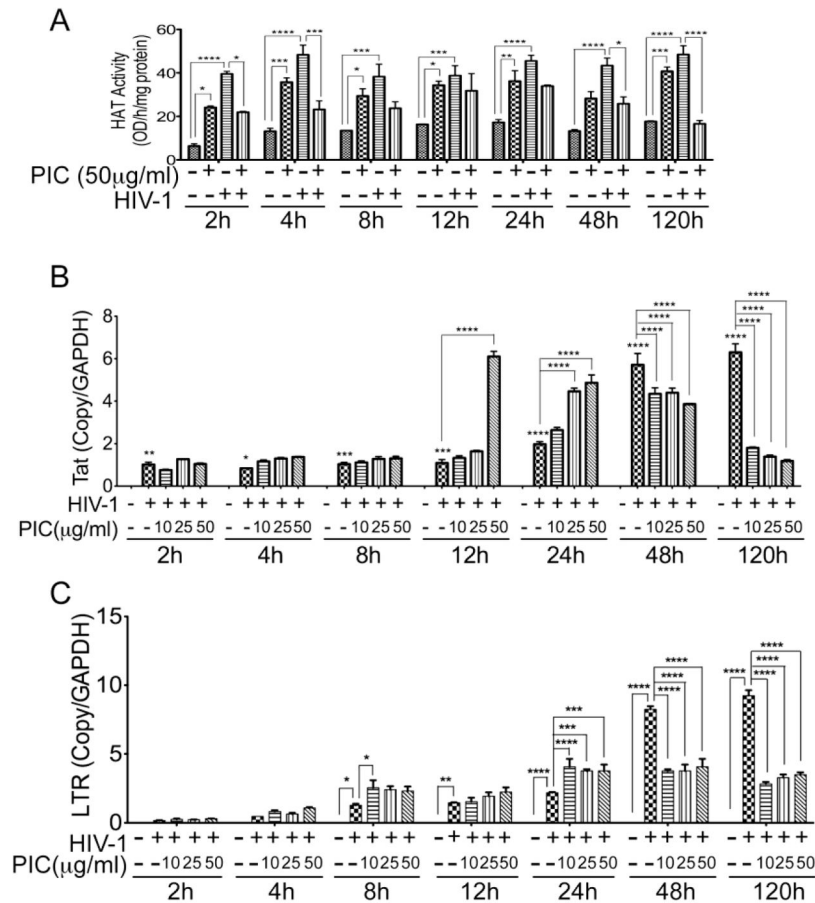 A
HAT Activity
(OD/h/mg protein)
60
40
20
0
**** * * **** *** *** *** * *** * **** ** **** * **** *** ****
PIC (50μg/ml) - + - + - + - + - + - + - + - + - + - + - + - + - + - +
HIV-1 - - + + - - + + - - + + - - + + - - + + - - + + - - + +
2h 4h 8h 12h 24h 48h 120h
B
Tat (Copy/GAPDH)
8
6
4
2
0
** * *** *** **** **** **** **** **** **** **** **** **** **** **** ****
HIV-1 - + + + + - + + + + - + + + + - + + + + - + + + + - + + + + - + + + +
PIC(μg/ml) - - 10 25 50 - - 10 25 50 - - 10 25 50 - - 10 25 50 - - 10 25 50 - - 10 25 50 - - 10 25 50
2h 4h 8h 12h 24h 48h 120h
C
LTR (Copy/GAPDH)
15
10
5
0
* * ** **** **** *** *** **** **** **** **** **** **** **** ****
HIV-1 - + + + + - + + + + - + + + + - + + + + - + + + + - + + + + - + + + +
PIC(μg/ml) - - 10 25 50 - - 10 25 50 - - 10 25 50 - - 10 25 50 - - 10 25 50 - - 10 25 50 - - 10 25 50
2h 4h 8h 12h 24h 48h 120h